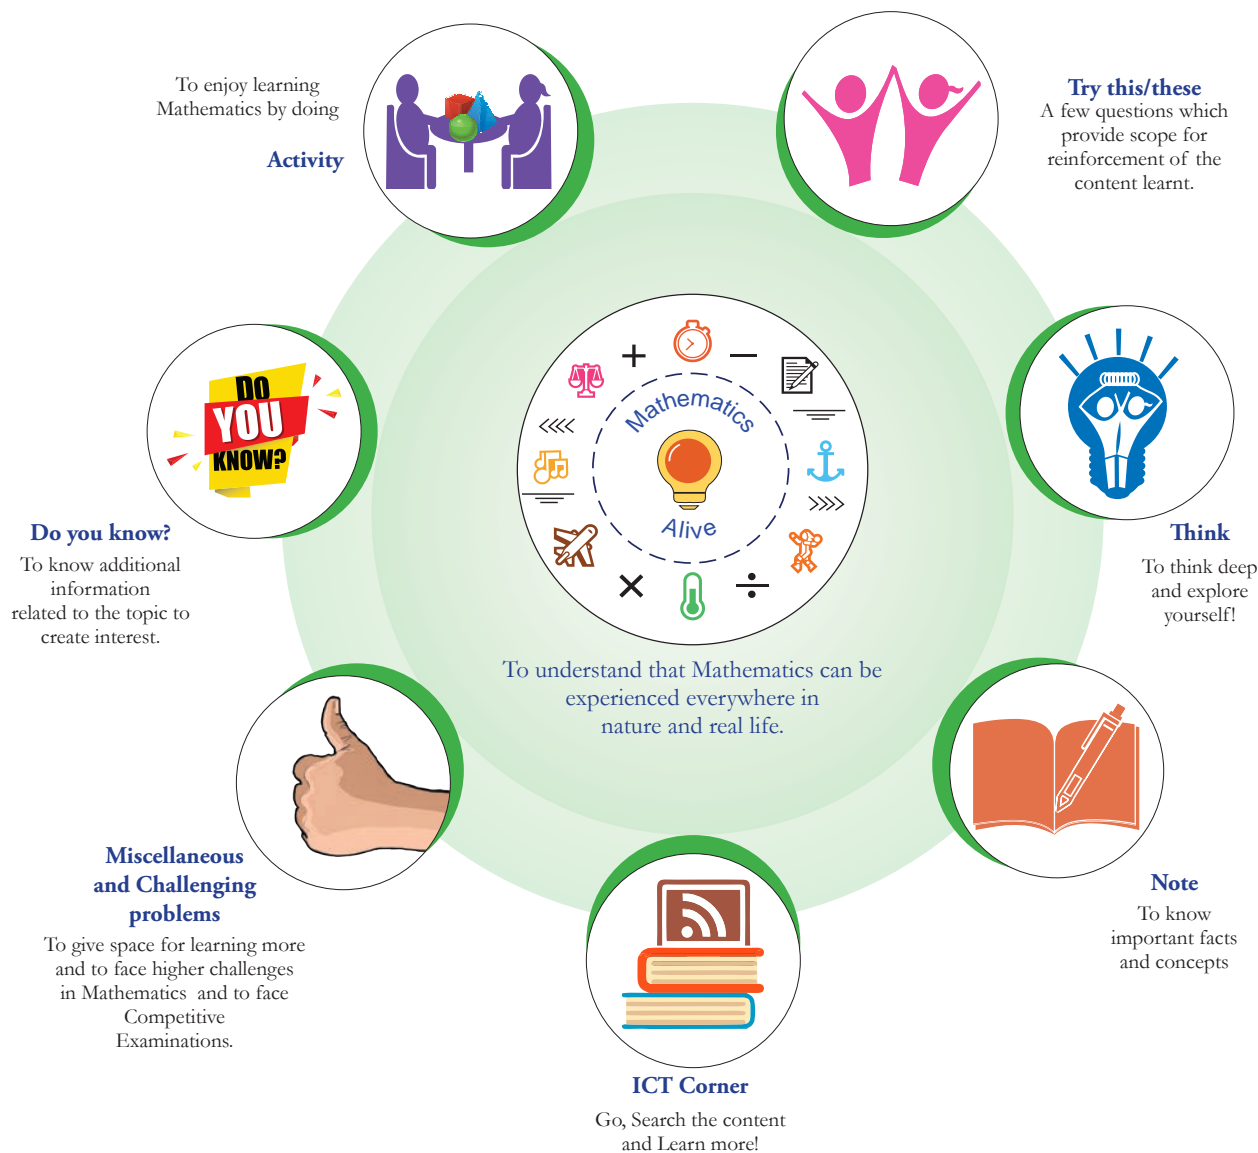 To enjoy learning
Mathematics by doing
Activity
Try this/these
A few questions which
provide scope for
reinforcement of the
content learnt.
DO
YOU
KNOW?
Do you know?
To know additional
information
related to the topic to
create interest.
Mathematics
Alive
To understand that Mathematics can be
experienced everywhere in
nature and real life.
Think
To think deep
and explore
yourself!
Miscellaneous
and Challenging
problems
To give space for learning more
and to face higher challenges
in Mathematics and to face
Competitive
Examinations.
Note
To know
important facts
and concepts
ICT Corner
Go, Search the content
and Learn more!